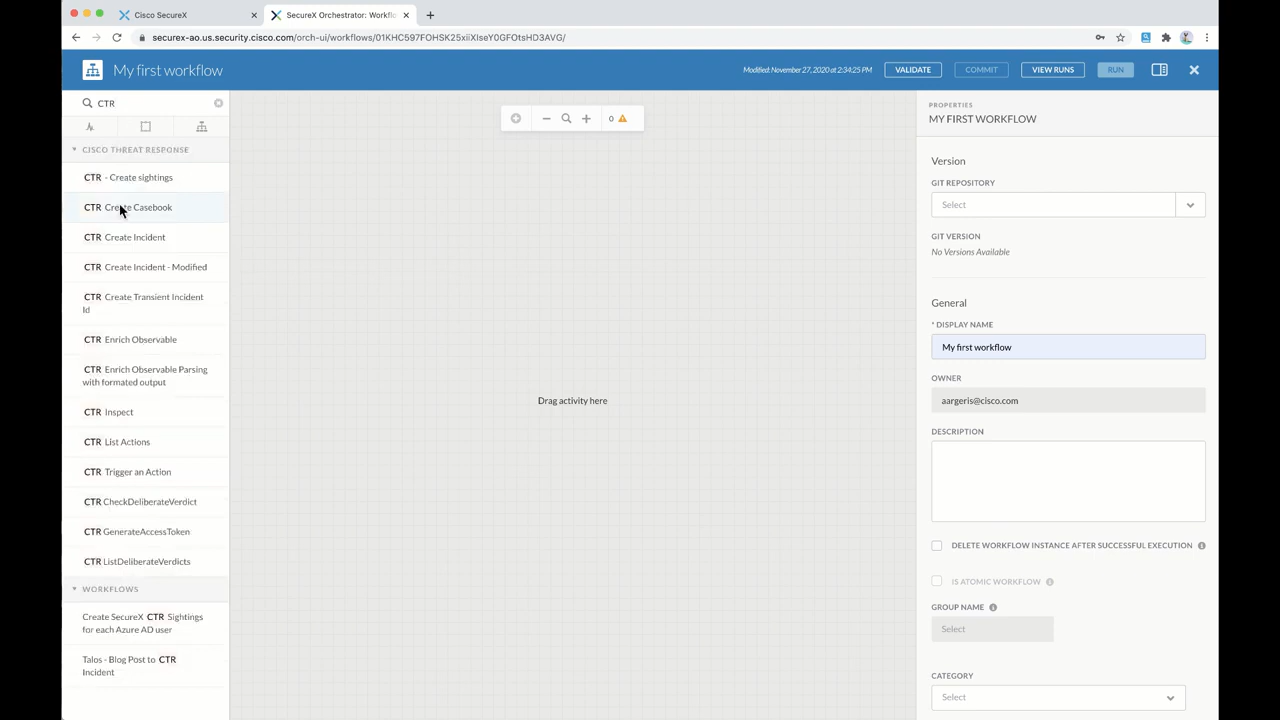 Cisco SecureX
SecureX Orchestrator: Workfl
securex-ao.us.security.cisco.com/orch-ui/workflows/01KHC597FOHSK25xiiXIseY0GFOtsHD3AVG/
My first workflow
Modified: November 27, 2020 at 2:34:25 PM
VALIDATE
COMMIT
VIEW RUNS
RUN
CTR
CISCO THREAT RESPONSE
CTR - Create sightings
CTR Create Casebook
CTR Create Incident
CTR Create Incident - Modified
CTR Create Transient Incident
Id
CTR Enrich Observable
CTR Enrich Observable Parsing
with formated output
CTR Inspect
CTR List Actions
CTR Trigger an Action
CTR CheckDeliberateVerdict
CTR GenerateAccessToken
CTR ListDeliberateVerdicts
WORKFLOWS
Create SecureX CTR Sightings
for each Azure AD user
Talos - Blog Post to CTR
Incident
0
Drag activity here
PROPERTIES
MY FIRST WORKFLOW
Version
GIT REPOSITORY
Select
GIT VERSION
No Versions Available
General
* DISPLAY NAME
My first workflow
OWNER
aargeris@cisco.com
DESCRIPTION
DELETE WORKFLOW INSTANCE AFTER SUCCESSFUL EXECUTION
IS ATOMIC WORKFLOW
GROUP NAME
Select
CATEGORY
Select